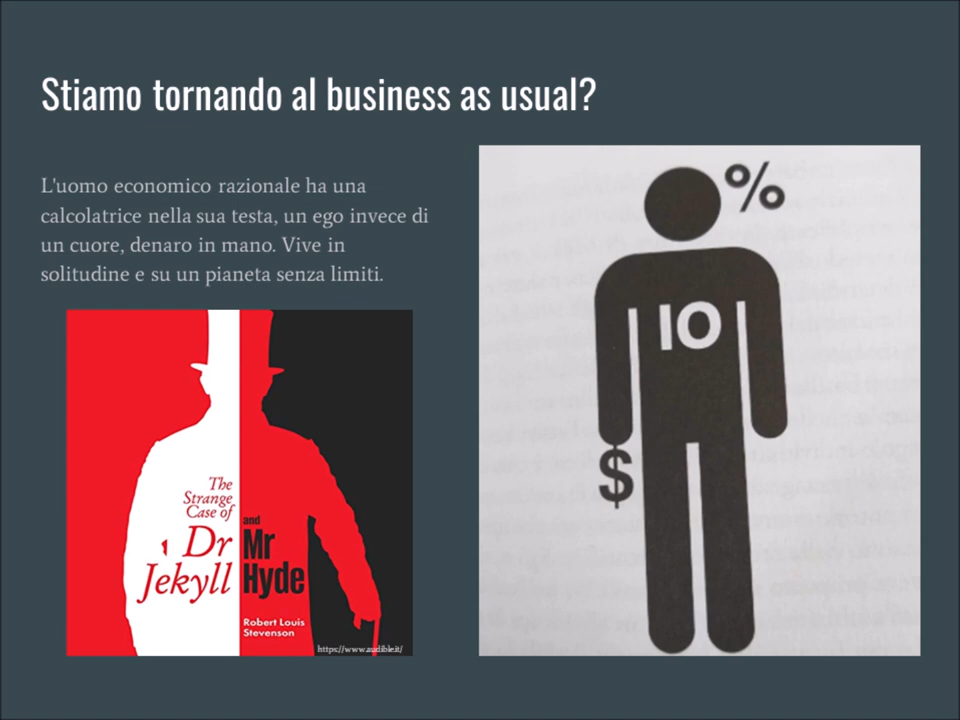 Stiamo tornando al business as usual?
L'uomo economico razionale ha una
calcolatrice nella sua testa, un ego invece di
un cuore, denaro in mano. Vive in
solitudine e su un pianeta senza limiti.
The
Strange
Case of
Dr
Jekyll
and
Mr
Hyde
Robert Louis
Stevenson
https://www.audible.it/
%
IO
$